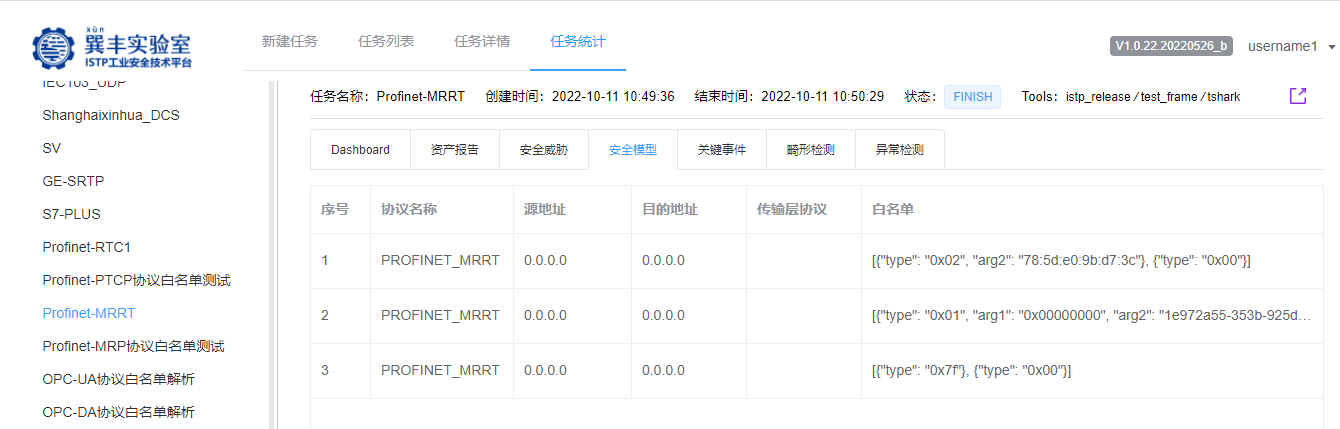 xùn
巽丰实验室
ISTP工业安全技术平台
新建任务 任务列表 任务详情 任务统计
V1.0.22.20220526_b username1
IEC103_UDP
Shanghaixinhua_DCS
SV
GE-SRTP
S7-PLUS
Profinet-RTC1
Profinet-PTCP协议白名单测试
Profinet-MRRT
Profinet-MRP协议白名单测试
OPC-UA协议白名单解析
OPC-DA协议白名单解析
任务名称：Profinet-MRRT 创建时间：2022-10-11 10:49:36 结束时间：2022-10-11 10:50:29 状态： FINISH Tools：istp_release / test_frame / tshark
Dashboard 资产报告 安全威胁 安全模型 关键事件 畸形检测 异常检测
序号 协议名称 源地址 目的地址 传输层协议 白名单
1 PROFINET_MRRT 0.0.0.0 0.0.0.0 [{"type": "0x02", "arg2": "78:5d:e0:9b:d7:3c"}, {"type": "0x00"}]
2 PROFINET_MRRT 0.0.0.0 0.0.0.0 [{"type": "0x01", "arg1": "0x00000000", "arg2": "1e972a55-353b-925d...
3 PROFINET_MRRT 0.0.0.0 0.0.0.0 [{"type": "0x7f"}, {"type": "0x00"}]